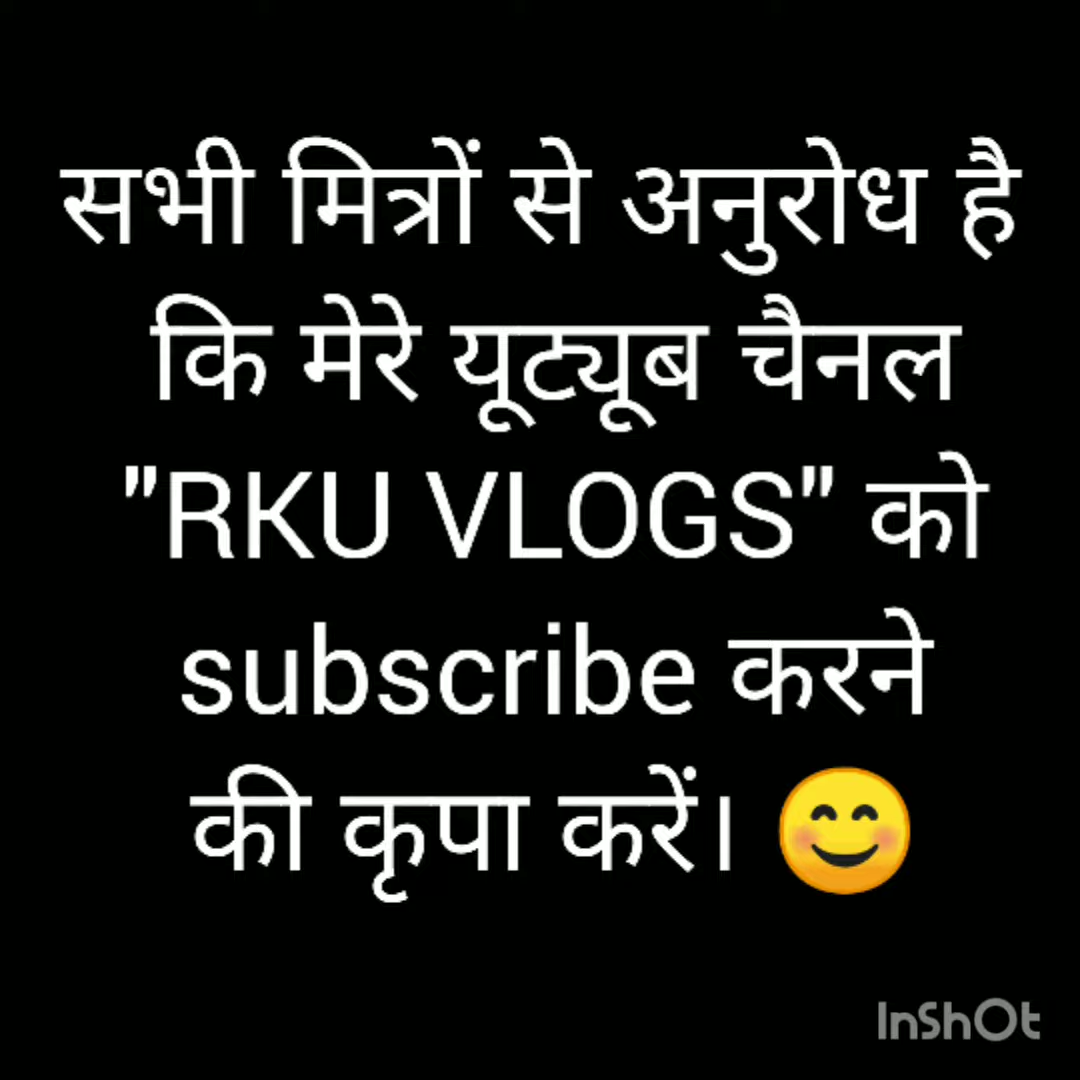 सभी मित्रों से अनुरोध है
कि मेरे यूट्यूब चैनल
"RKU VLOGS" को
subscribe करने
की कृपा करें। 😊
InShOt